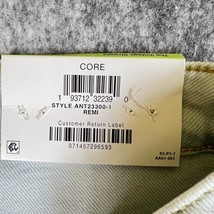 CORE
1 93712 32239 0
STYLE ANT23300-1
REMI
Customer Return Label
071457296593